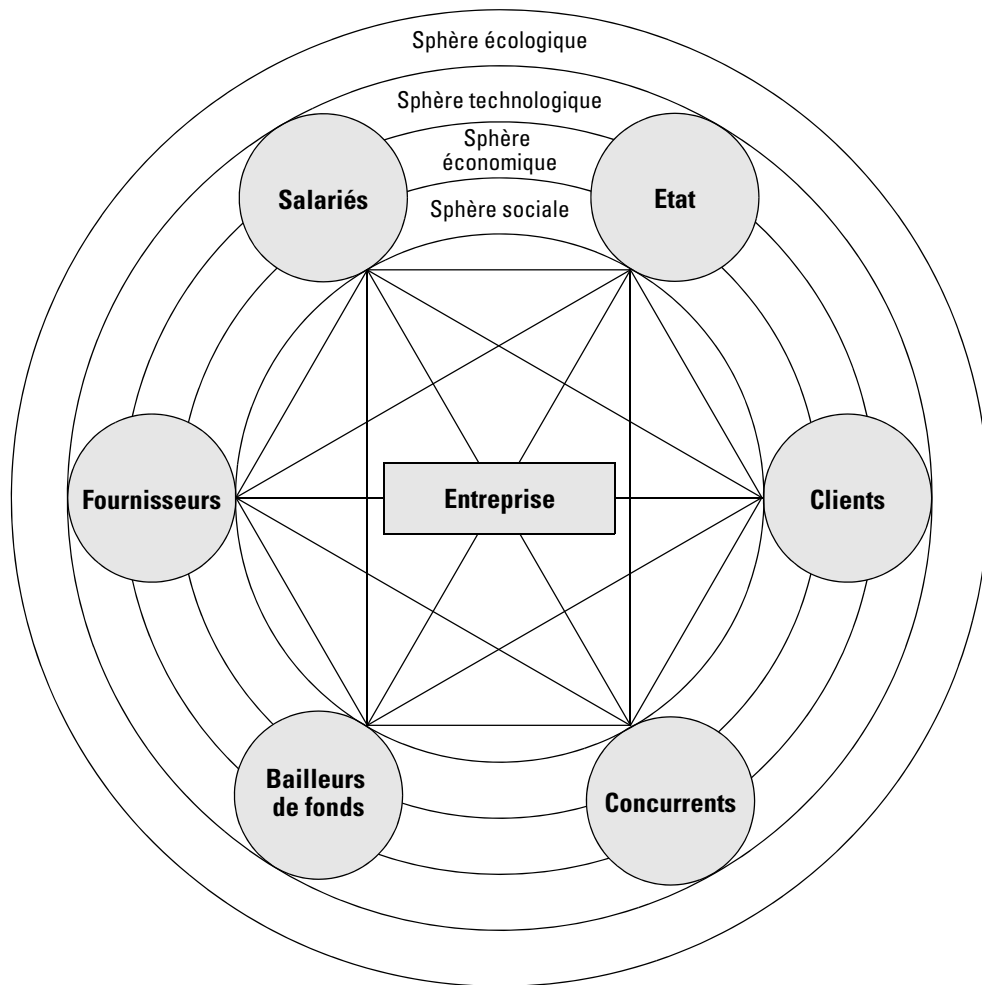 Sphère écologique
Sphère technologique
Sphère
économique
Salariés
Etat
Sphère sociale
Fournisseurs
Entreprise
Clients
Bailleurs
de fonds
Concurrents